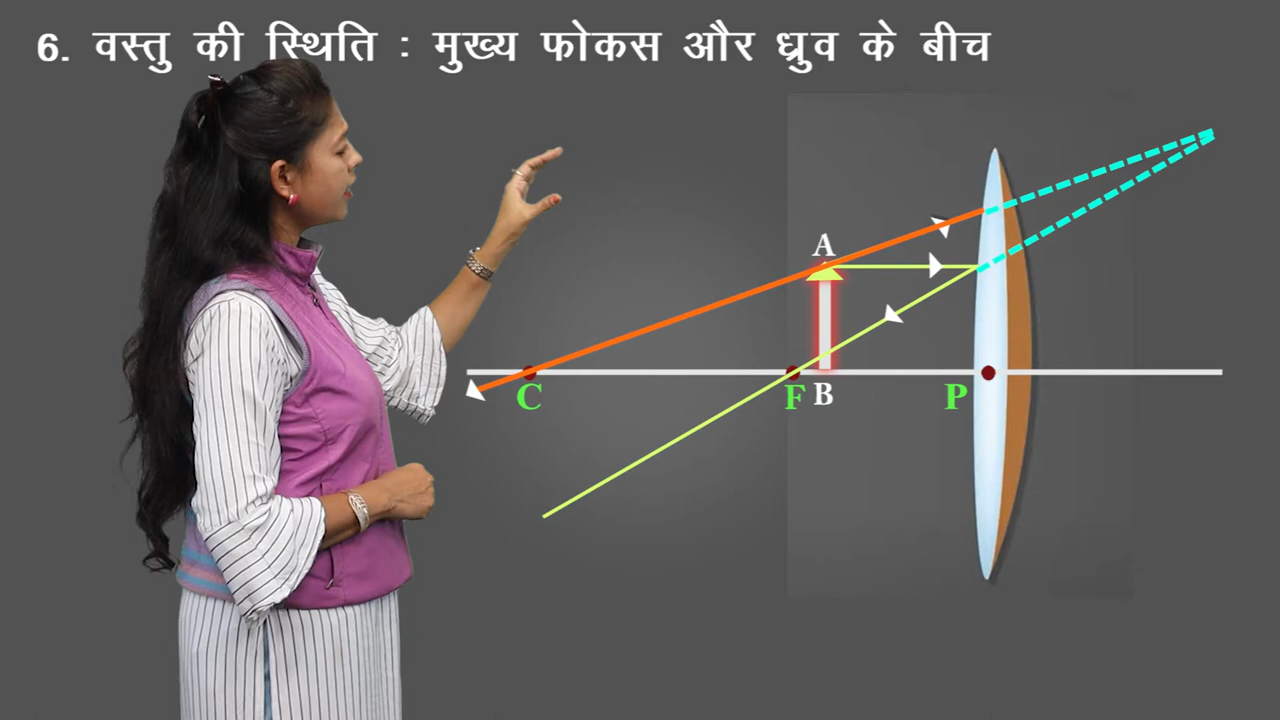 6. वस्तु की स्थिति : मुख्य फोकस और ध्रुव के बीच
A
C
F
B
P